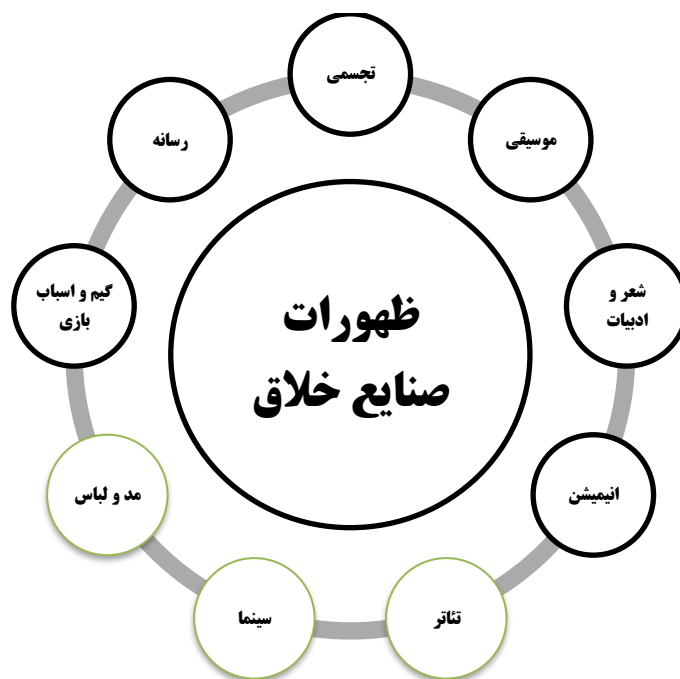 ظهورات
صنایع خلاق
تجسمی
موسیقی
شعر و
ادبیات
انیمیشن
تئاتر
سینما
مد و لباس
گیم و اسباب
بازی
رسانه